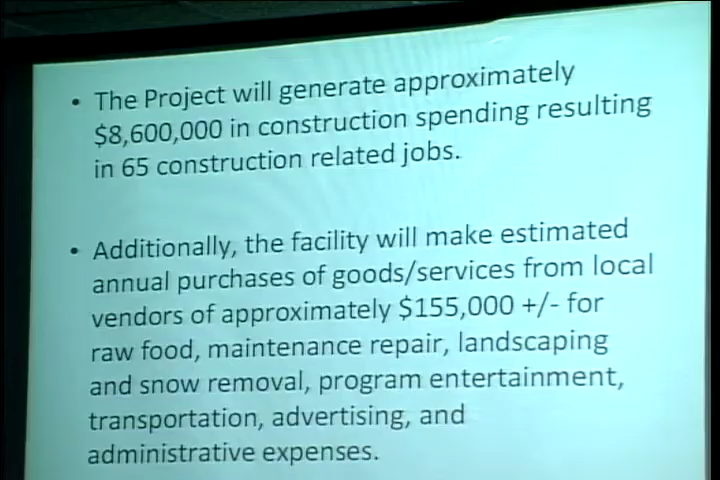 • The Project will generate approximately
$8,600,000 in construction spending resulting
in 65 construction related jobs.
• Additionally, the facility will make estimated
annual purchases of goods/services from local
vendors of approximately $155,000 +/- for
raw food, maintenance repair, landscaping
and snow removal, program entertainment,
transportation, advertising, and
administrative expenses.